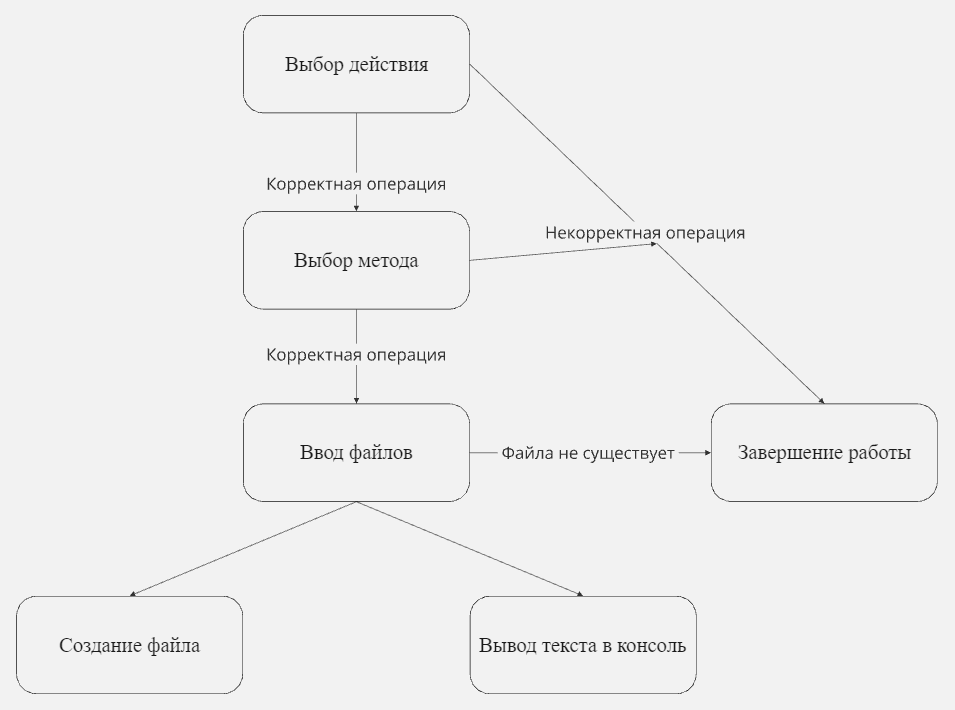 Выбор действия
Корректная операция
Некорректная операция
Выбор метода
Корректная операция
Ввод файлов
Файла не существует
Завершение работы
Создание файла
Вывод текста в консоль